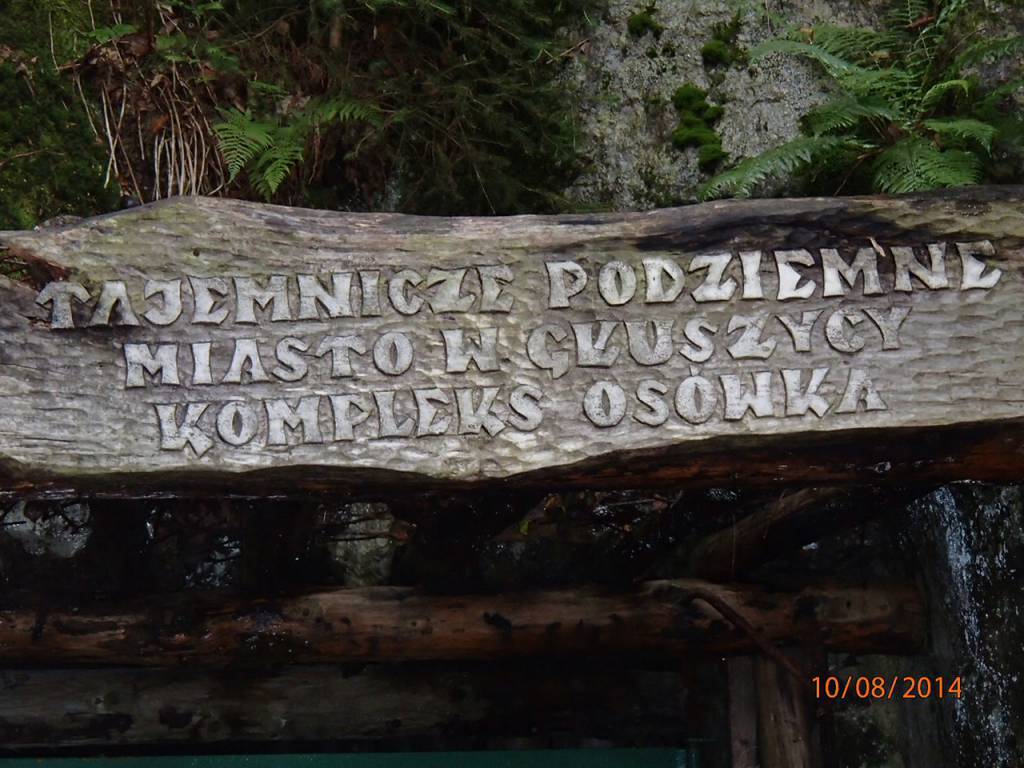 TAJEMNICZE PODZIEMNE
MIASTO W GŁUSZYCY
KOMPLEKS OSÓWKA
10/08/2014